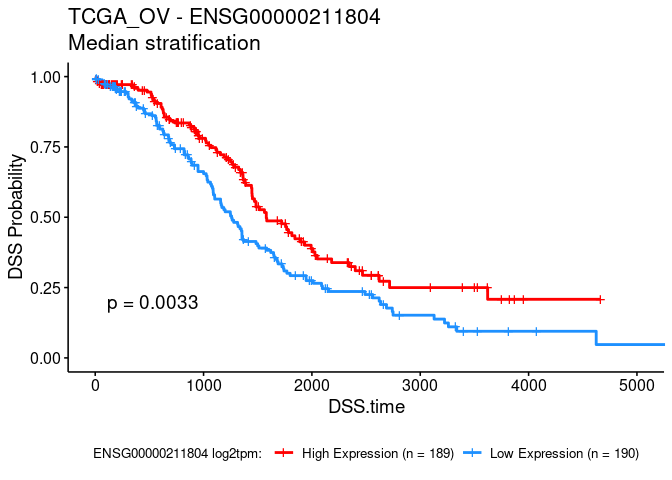 TCGA_OV - ENSG00000211804
Median stratification
1.00
0.75
0.50
0.25
0.00
DSS Probability
p = 0.0033
0 1000 2000 3000 4000 5000
DSS.time
ENSG00000211804 log2tpm: High Expression (n = 189) Low Expression (n = 190)